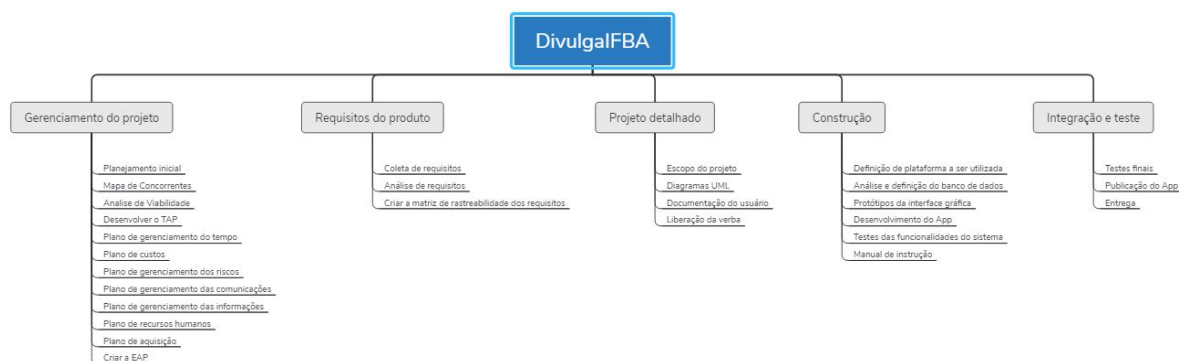 DivulgaIFBA
Gerenciamento do projeto
Planejamento inicial
Mapa de Concorrentes
Analise de Viabilidade
Desenvolver o TAP
Plano de gerenciamento do tempo
Plano de custos
Plano de gerenciamento dos riscos
Plano de gerenciamento das comunicações
Plano de gerenciamento das informações
Plano de recursos humanos
Plano de aquisição
Criar a EAP
Requisitos do produto
Coleta de requisitos
Análise de requisitos
Criar a matriz de rastreabilidade dos requisitos
Projeto detalhado
Escopo do projeto
Diagramas UML
Documentação do usuário
Liberação da verba
Construção
Definição de plataforma a ser utilizada
Análise e definição do banco de dados
Protótipos da interface gráfica
Desenvolvimento do App
Testes das funcionalidades do sistema
Manual de instrução
Integração e teste
Testes finais
Publicação do App
Entrega